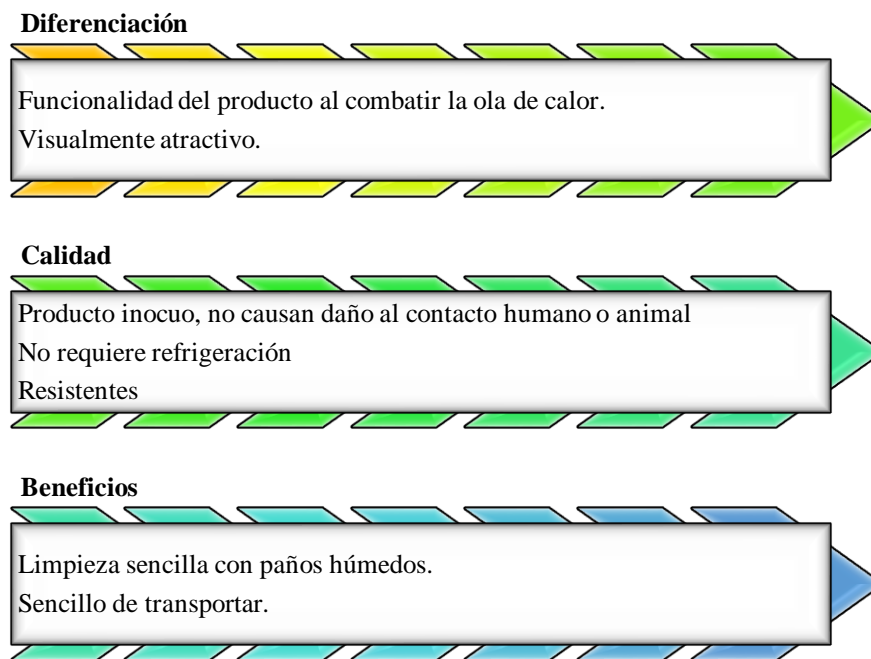 Diferenciación
Funcionalidad del producto al combatir la ola de calor.
Visualmente atractivo.
Calidad
Producto inocuo, no causan daño al contacto humano o animal
No requiere refrigeración
Resistentes
Beneficios
Limpieza sencilla con paños húmedos.
Sencillo de transportar.